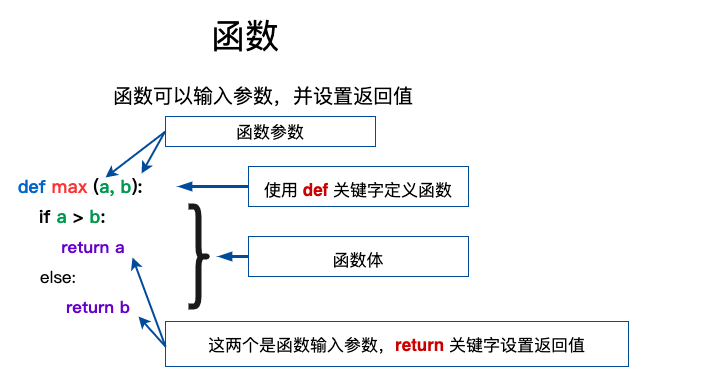 函数
函数可以输入参数，并设置返回值
函数参数
def max (a, b):
使用 def 关键字定义函数
if a > b:
return a
函数体
else:
return b
这两个是函数输入参数，return 关键字设置返回值